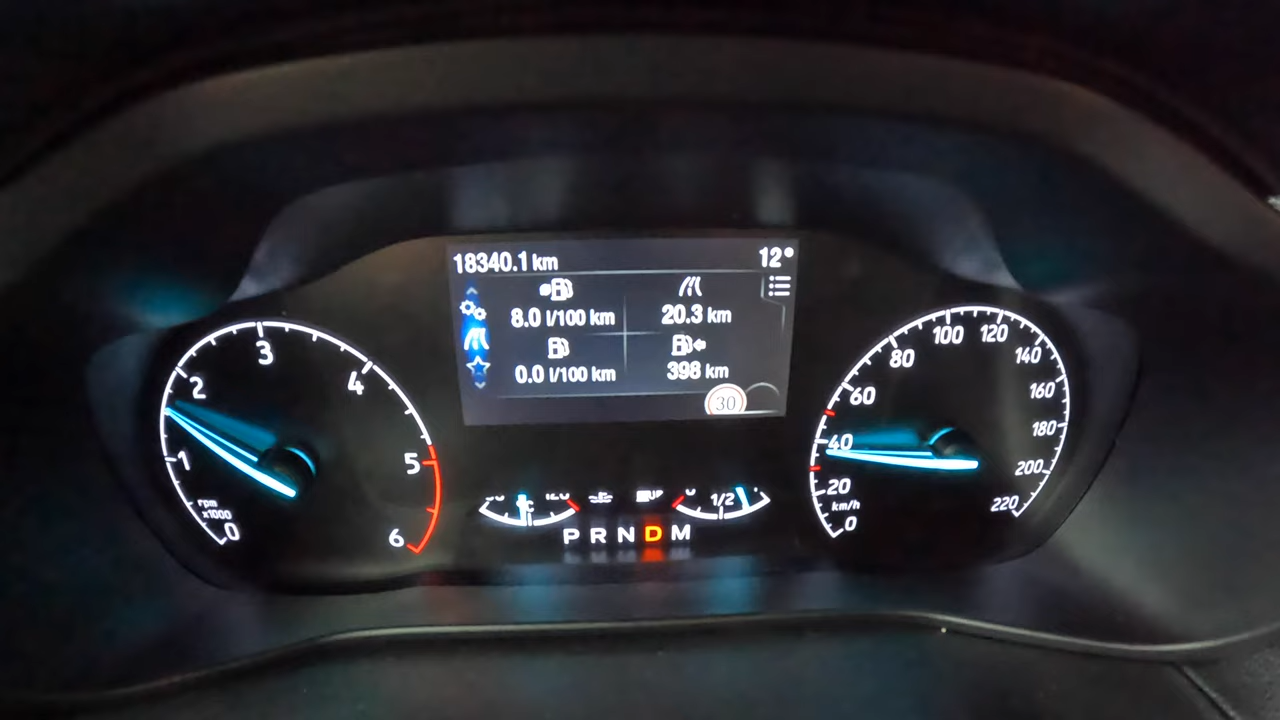 18340.1 km 12°
8.0 l/100 km 20.3 km
0.0 l/100 km 398 km
30
0 1 2 3 4 5 6
rpm
x1000
1/2
P R N D M
0 20 40 60 80 100 120 140 160 180 200 220
km/h